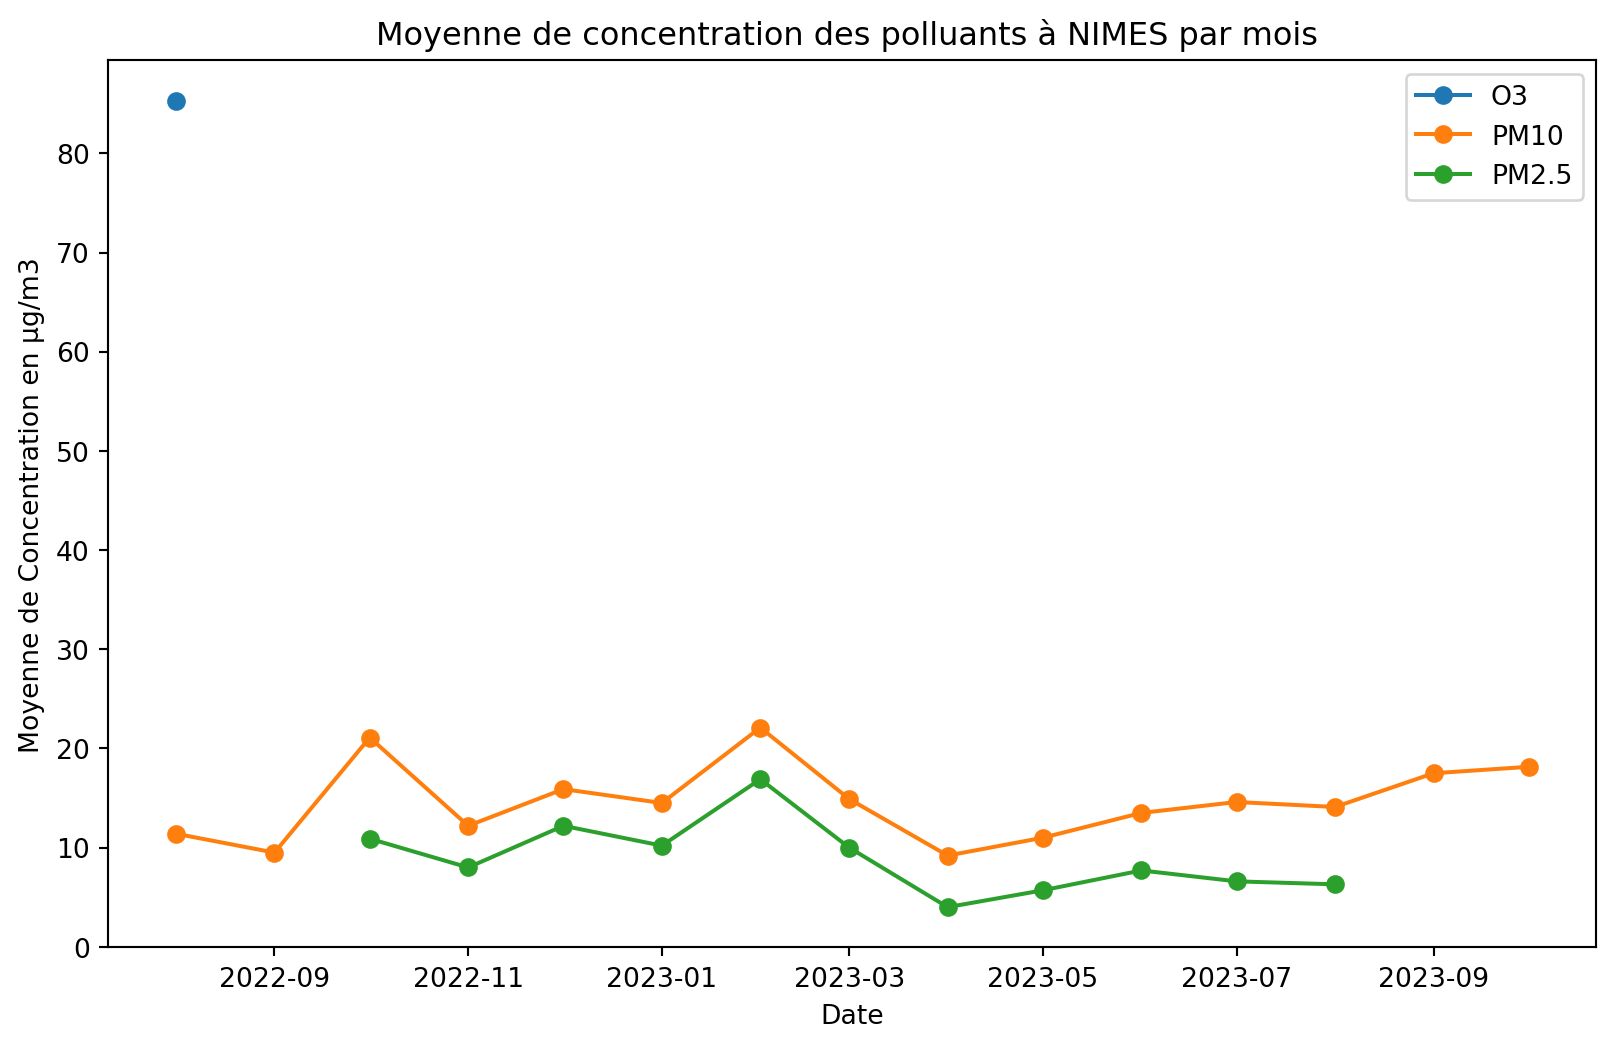 Moyenne de concentration des polluants à NIMES par mois
O3
PM10
PM2.5
Moyenne de Concentration en µg/m3
80
70
60
50
40
30
20
10
0
2022-09 2022-11 2023-01 2023-03 2023-05 2023-07 2023-09
Date